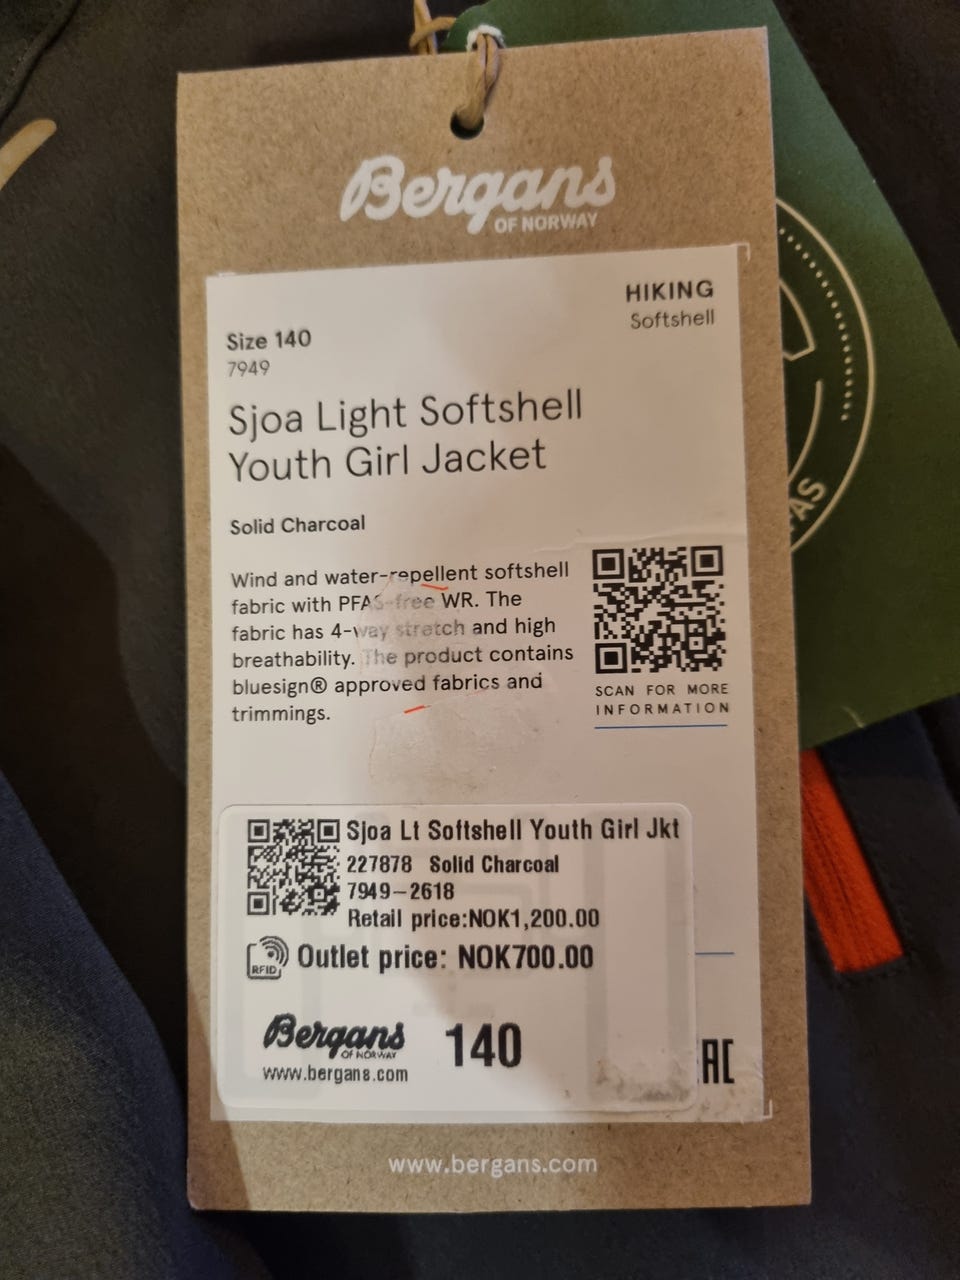 Bergans
OF NORWAY
HIKING
Softshell
Size 140
7949
Sjoa Light Softshell
Youth Girl Jacket
Solid Charcoal
Wind and water-repellent softshell
fabric with PFAS-free WR. The
fabric has 4-way stretch and high
breathability. The product contains
bluesign® approved fabrics and
trimmings.
SCAN FOR MORE
INFORMATION
Sjoa Lt Softshell Youth Girl Jkt
227878 Solid Charcoal
7949-2618
Retail price:NOK1,200.00
RFID
Outlet price: NOK700.00
Bergans
OF NORWAY
140
www.bergans.com
www.bergans.com